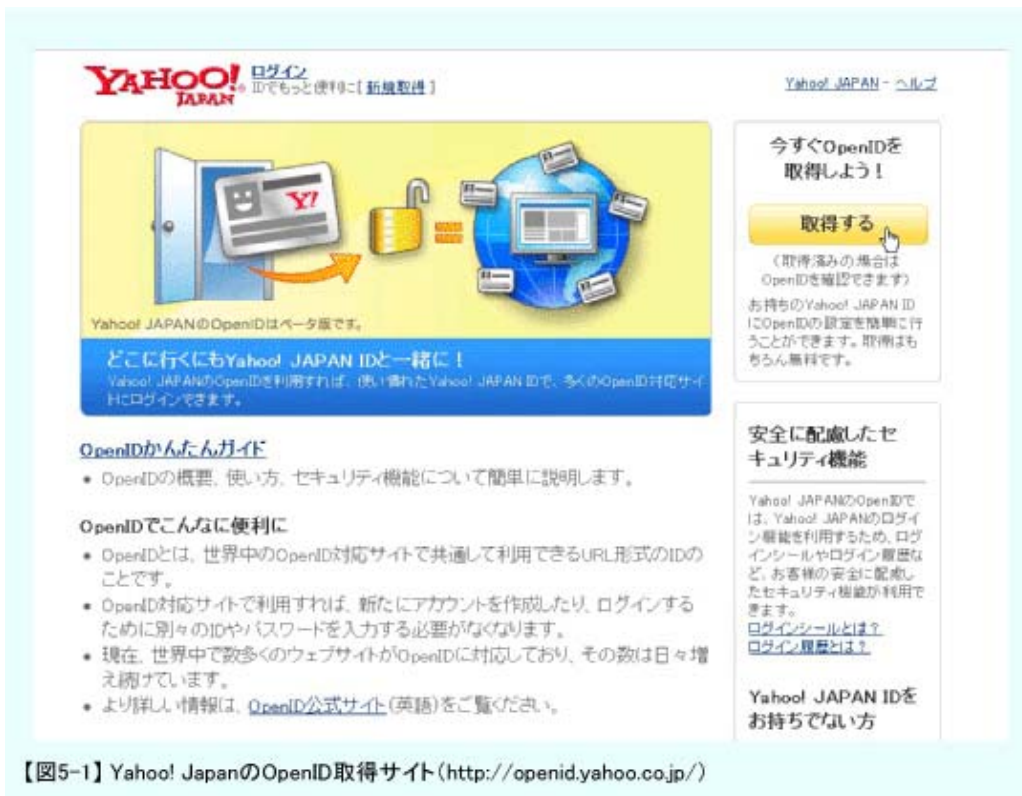 YAHOO!
JAPAN
ログイン
IDでもっと便利に[ 新規取得 ]
Yahoo! JAPAN - ヘルプ
Y!
Yahoo! JAPANのOpenIDはベータ版です。
どこに行くにもYahoo! JAPAN IDと一緒に！
Yahoo! JAPANのOpenIDを利用すれば、使い慣れたYahoo! JAPAN IDで、多くのOpenID対応サイ
トにログインできます。
OpenIDかんたんガイド
• OpenIDの概要、使い方、セキュリティ機能について簡単に説明します。
OpenIDでこんなに便利に
• OpenIDとは、世界中のOpenID対応サイトで共通して利用できるURL形式のIDの
ことです。
• OpenID対応サイトで利用すれば、新たにアカウントを作成したり、ログインする
ために別々のIDやパスワードを入力する必要がなくなります。
• 現在、世界中で数多くのウェブサイトがOpenIDに対応しており、その数は日々増
え続けています。
• より詳しい情報は、OpenID公式サイト(英語)をご覧ください。
今すぐOpenIDを
取得しよう！
取得する
(取得済みの場合は
OpenIDを確認できます)
お持ちのYahoo! JAPAN ID
にOpenIDの設定を簡単に行
うことができます。取得はも
ちろん無料です。
安全に配慮したセ
キュリティ機能
Yahoo! JAPANのOpenIDで
は、Yahoo! JAPANのログイ
ン機能を利用するため、ログ
インシールやログイン履歴な
ど、お客様の安全に配慮し
たセキュリティ機能が利用で
きます。
ログインシールとは？
ログイン履歴とは？
Yahoo! JAPAN IDを
お持ちでない方
【図5-1】 Yahoo! JapanのOpenID取得サイト(http://openid.yahoo.co.jp/)